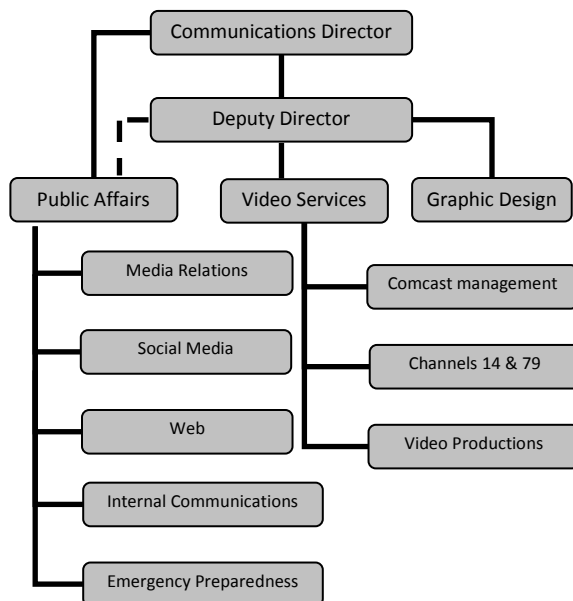 Communications Director
Deputy Director
Public Affairs
Video Services
Graphic Design
Media Relations
Social Media
Web
Internal Communications
Emergency Preparedness
Comcast management
Channels 14 & 79
Video Productions